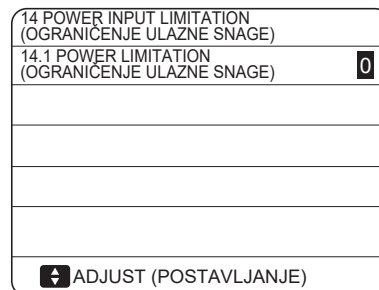 14 POWER INPUT LIMITATION
(OGRANIČENJE ULAZNE SNAGE)
14.1 POWER LIMITATION
(OGRANIČENJE ULAZNE SNAGE)
0
ADJUST (POSTAVLJANJE)